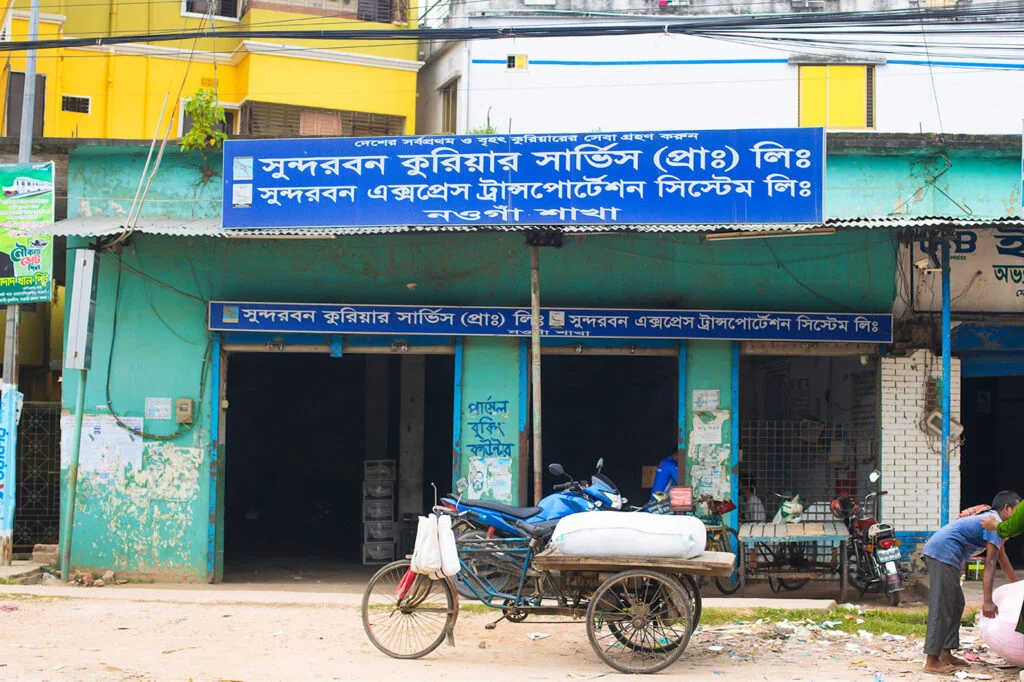 দেশের সর্বপ্রথম ও বৃহৎ কুরিয়ারের সেবা গ্রহণ করুন
সুন্দরবন কুরিয়ার সার্ভিস (প্রাঃ) লিঃ
সুন্দরবন এক্সপ্রেস ট্রান্সপোর্টেশন সিস্টেম লিঃ
নওগাঁ শাখা
সুন্দরবন কুরিয়ার সার্ভিস (প্রাঃ) লিঃ
সুন্দরবন এক্সপ্রেস ট্রান্সপোর্টেশন সিস্টেম লিঃ
নওগাঁ শাখা
পার্সেল
বুকিং
কাউন্টার
নৌকায়
ভোট
দিন